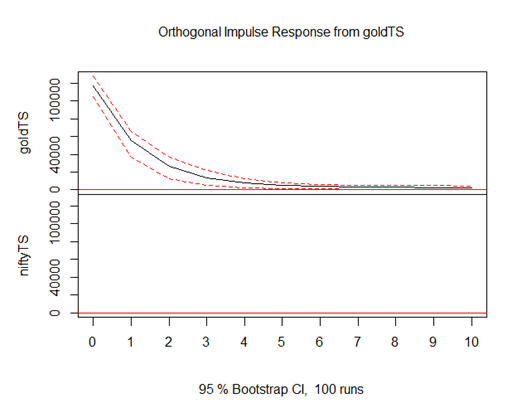 Orthogonal Impulse Response from goldTS
goldTS
0 40000 100000
niftyTS
0 40000 100000
0 1 2 3 4 5 6 7 8 9 10
95 % Bootstrap CI, 100 runs